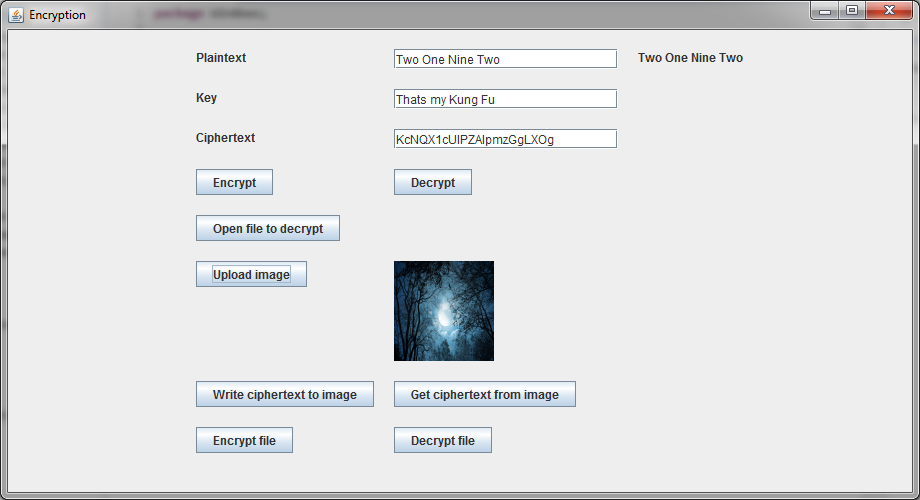 Encryption
Plaintext Two One Nine Two Two One Nine Two
Key Thats my Kung Fu
Ciphertext KcNQX1cUIPZAIpmzGgLXOg
Encrypt Decrypt
Open file to decrypt
Upload image
Write ciphertext to image Get ciphertext from image
Encrypt file Decrypt file